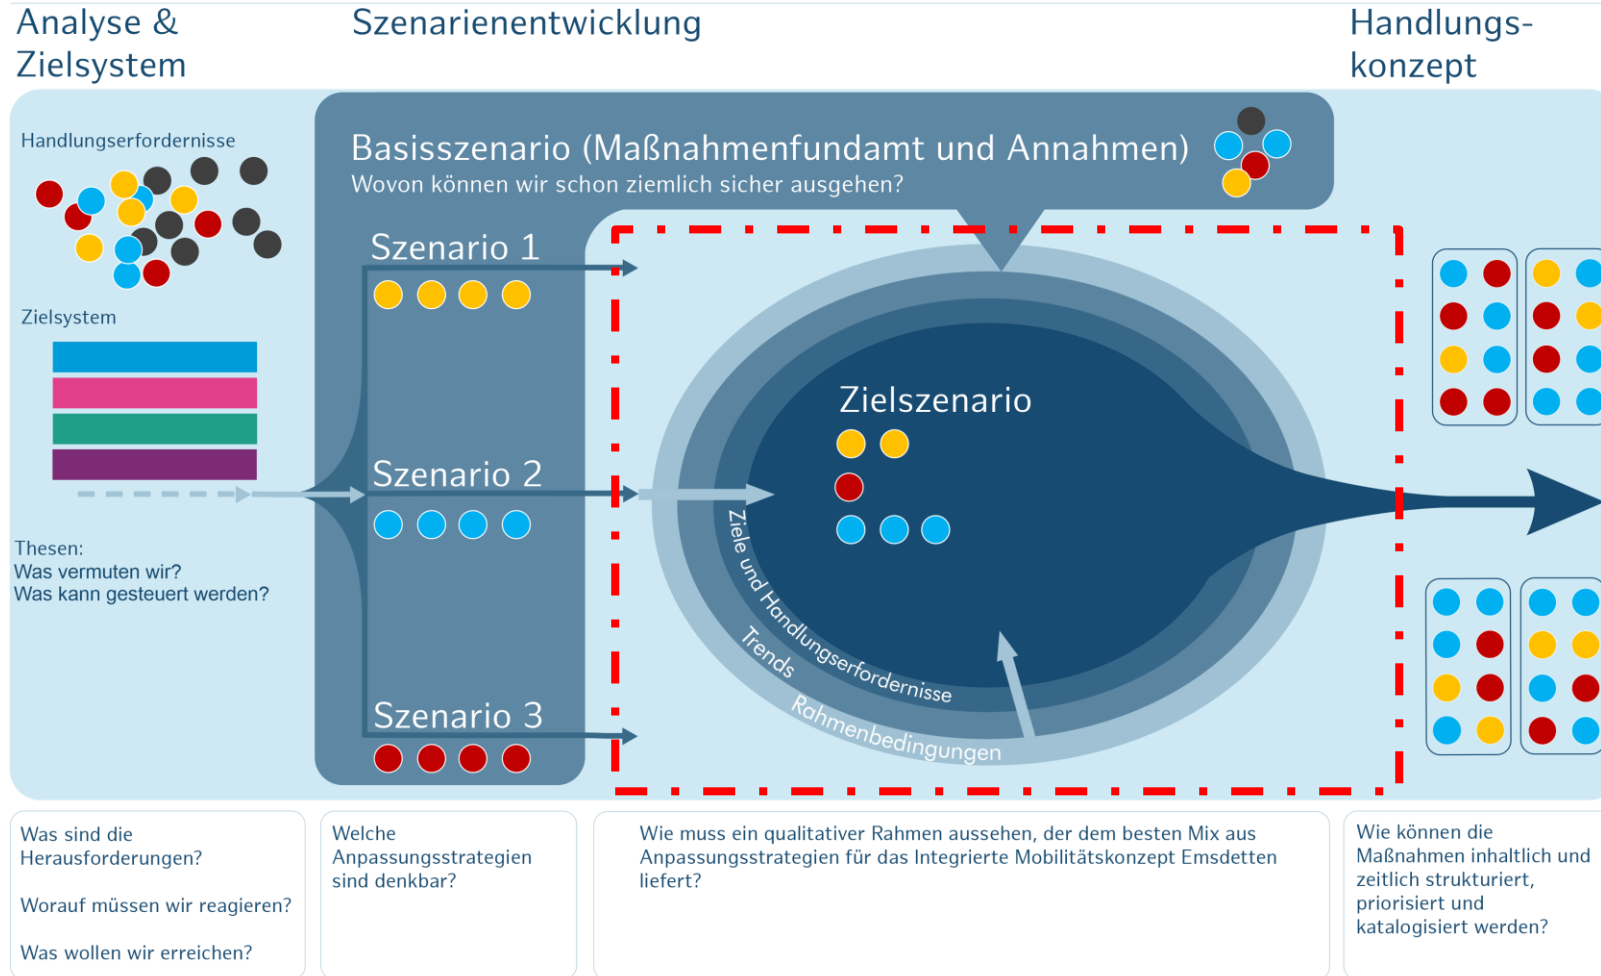 Analyse &
Zielsystem
Szenarienentwicklung
Handlungs-
konzept
Handlungserfordernisse
Zielsystem
Thesen:
Was vermuten wir?
Was kann gesteuert werden?
Basisszenario (Maßnahmenfundamt und Annahmen)
Wovon können wir schon ziemlich sicher ausgehen?
Szenario 1
Szenario 2
Szenario 3
Zielszenario
Ziele und Handlungserfordernisse
Trends
Rahmenbedingungen
Was sind die
Herausforderungen?
Worauf müssen wir reagieren?
Was wollen wir erreichen?
Welche
Anpassungsstrategien
sind denkbar?
Wie muss ein qualitativer Rahmen aussehen, der dem besten Mix aus
Anpassungsstrategien für das Integrierte Mobilitätskonzept Emsdetten
liefert?
Wie können die
Maßnahmen inhaltlich und
zeitlich strukturiert,
priorisiert und
katalogisiert werden?